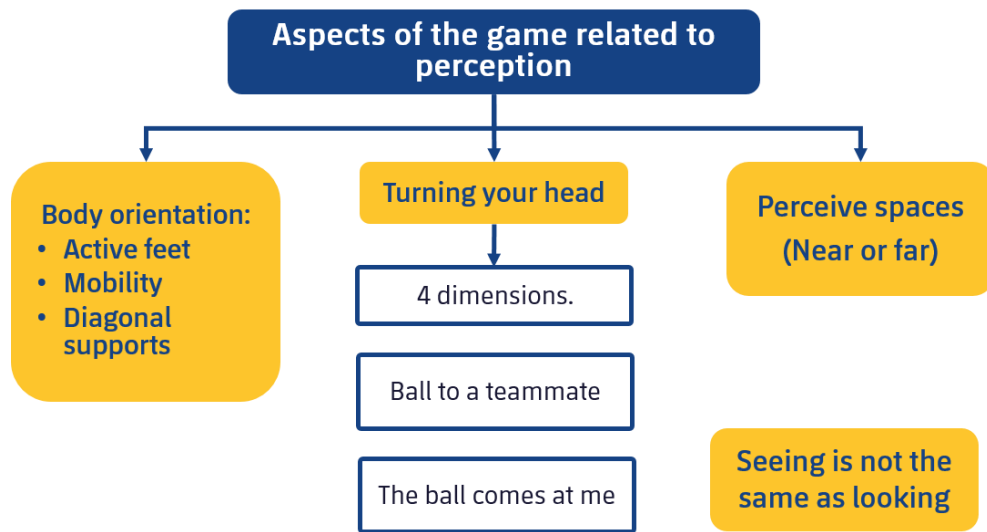 Aspects of the game related to
perception
Body orientation:
• Active feet
• Mobility
• Diagonal
supports
Turning your head
4 dimensions.
Ball to a teammate
The ball comes at me
Perceive spaces
(Near or far)
Seeing is not the
same as looking